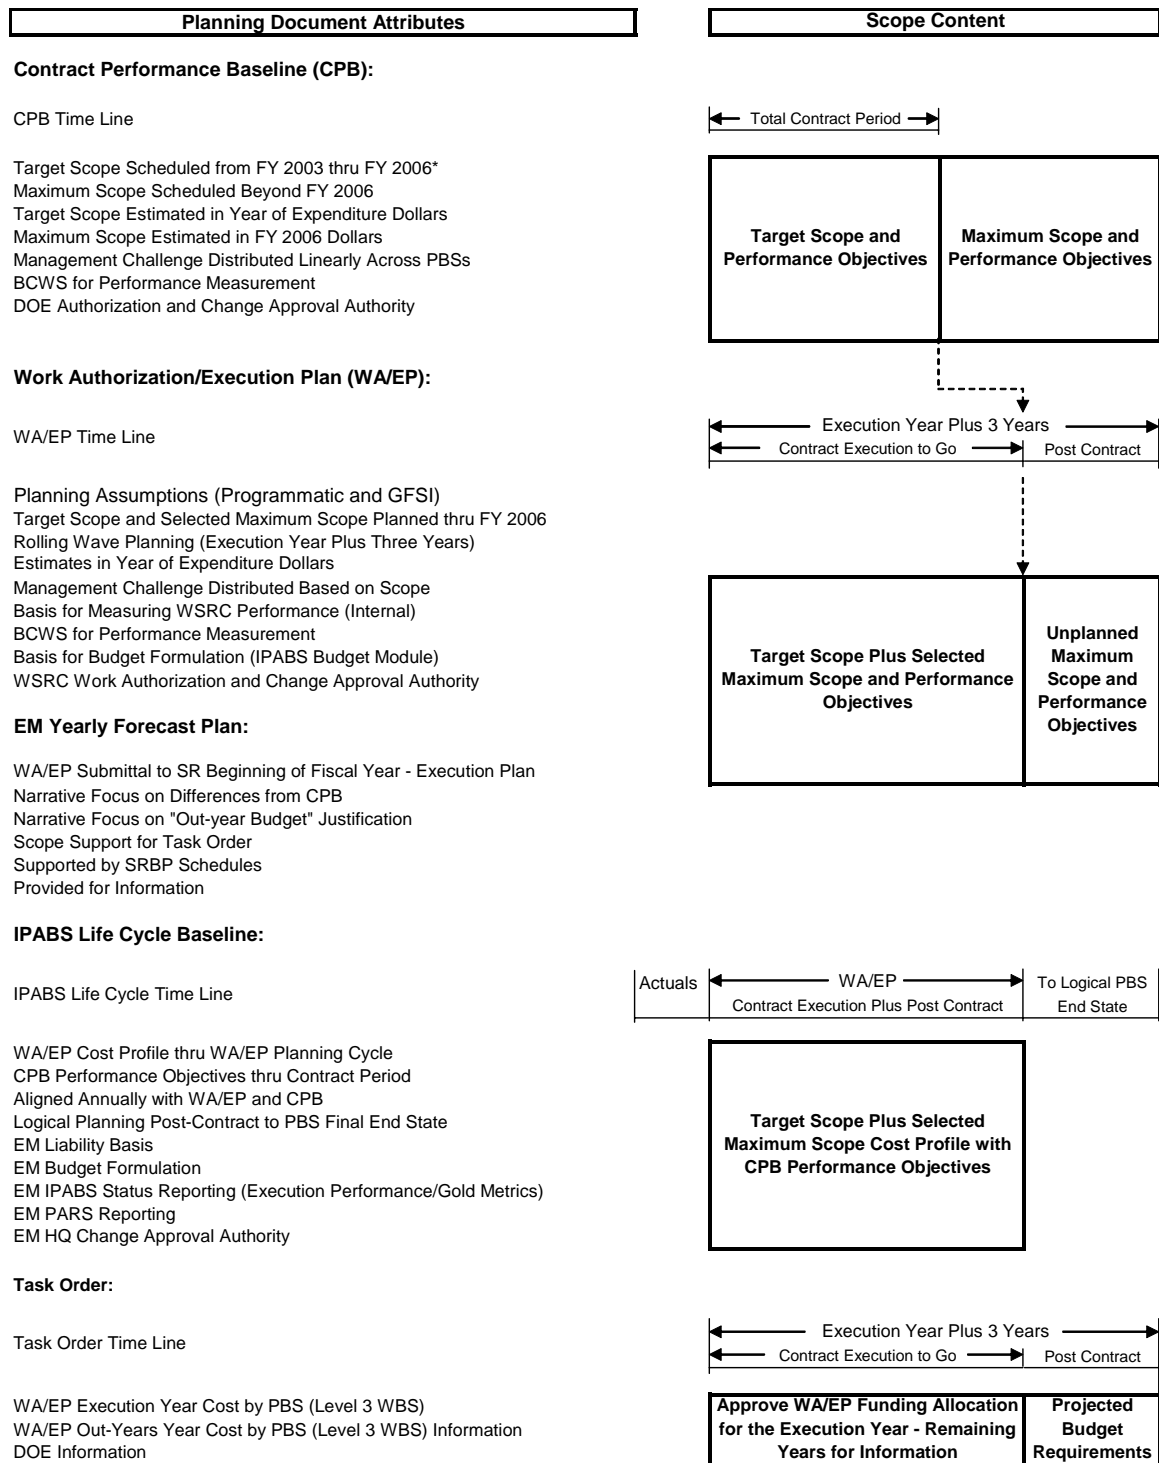 Planning Document Attributes
Scope Content
Contract Performance Baseline (CPB):
CPB Time Line
Total Contract Period
Target Scope Scheduled from FY 2003 thru FY 2006*
Maximum Scope Scheduled Beyond FY 2006
Target Scope Estimated in Year of Expenditure Dollars
Maximum Scope Estimated in FY 2006 Dollars
Management Challenge Distributed Linearly Across PBSs
BCWS for Performance Measurement
DOE Authorization and Change Approval Authority
Target Scope and
Performance Objectives
Maximum Scope and
Performance Objectives
Work Authorization/Execution Plan (WA/EP):
WA/EP Time Line
Execution Year Plus 3 Years
Contract Execution to Go
Post Contract
Planning Assumptions (Programmatic and GFSI)
Target Scope and Selected Maximum Scope Planned thru FY 2006
Rolling Wave Planning (Execution Year Plus Three Years)
Estimates in Year of Expenditure Dollars
Management Challenge Distributed Based on Scope
Basis for Measuring WSRC Performance (Internal)
BCWS for Performance Measurement
Basis for Budget Formulation (IPABS Budget Module)
WSRC Work Authorization and Change Approval Authority
Target Scope Plus Selected
Maximum Scope and Performance
Objectives
Unplanned
Maximum
Scope and
Performance
Objectives
EM Yearly Forecast Plan:
WA/EP Submittal to SR Beginning of Fiscal Year - Execution Plan
Narrative Focus on Differences from CPB
Narrative Focus on "Out-year Budget" Justification
Scope Support for Task Order
Supported by SRBP Schedules
Provided for Information
IPABS Life Cycle Baseline:
IPABS Life Cycle Time Line
Actuals
WA/EP
Contract Execution Plus Post Contract
To Logical PBS
End State
WA/EP Cost Profile thru WA/EP Planning Cycle
CPB Performance Objectives thru Contract Period
Aligned Annually with WA/EP and CPB
Logical Planning Post-Contract to PBS Final End State
EM Liability Basis
EM Budget Formulation
EM IPABS Status Reporting (Execution Performance/Gold Metrics)
EM PARS Reporting
EM HQ Change Approval Authority
Target Scope Plus Selected
Maximum Scope Cost Profile with
CPB Performance Objectives
Task Order:
Task Order Time Line
Execution Year Plus 3 Years
Contract Execution to Go
Post Contract
WA/EP Execution Year Cost by PBS (Level 3 WBS)
WA/EP Out-Years Year Cost by PBS (Level 3 WBS) Information
DOE Information
Approve WA/EP Funding Allocation
for the Execution Year - Remaining
Years for Information
Projected
Budget
Requirements